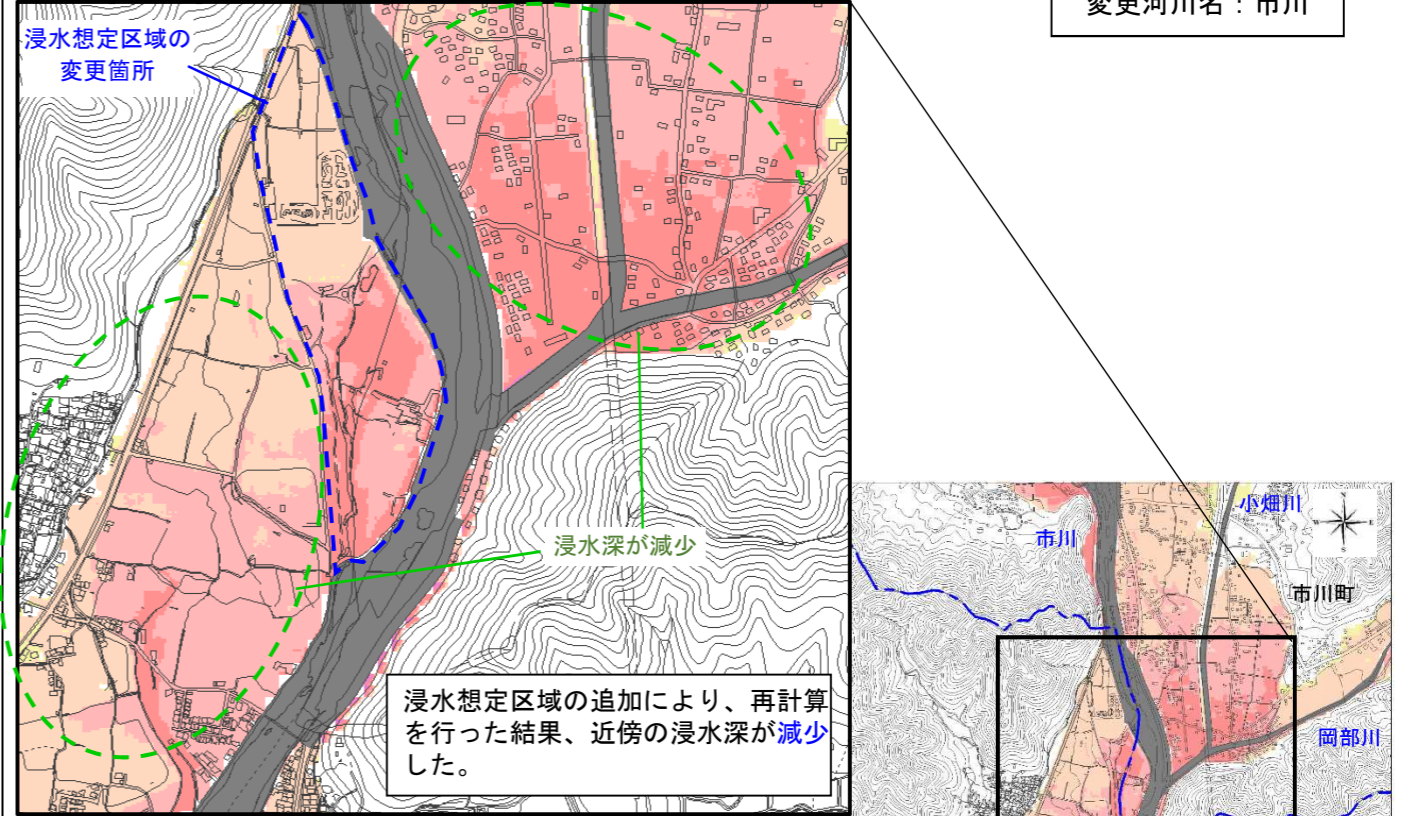 変更河川名：市川
浸水想定区域の
変更箇所
浸水深が減少
浸水想定区域の追加により、再計算
を行った結果、近傍の浸水深が減少
した。
小畑川
市川
市川町
岡部川